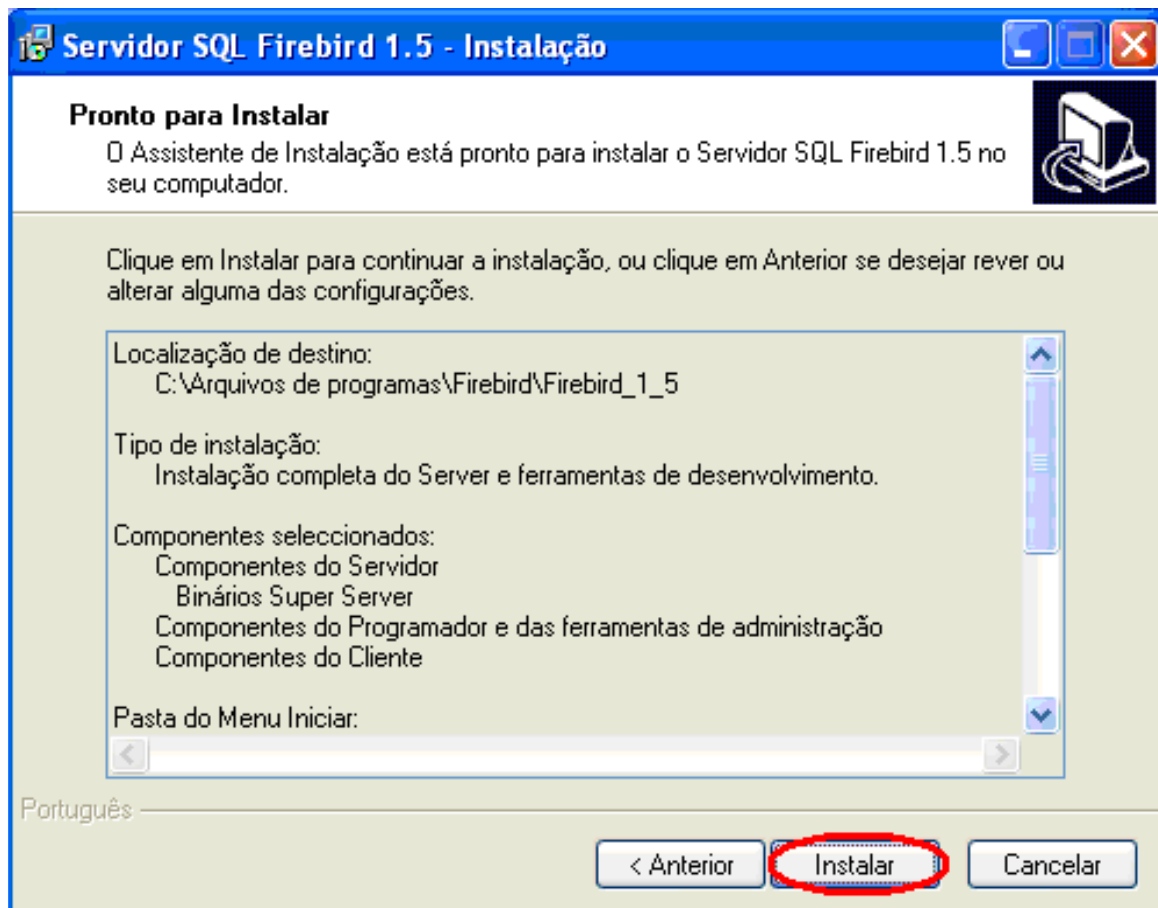 Servidor SQL Firebird 1.5 - Instalação
Pronto para Instalar
O Assistente de Instalação está pronto para instalar o Servidor SQL Firebird 1.5 no
seu computador.
Clique em Instalar para continuar a instalação, ou clique em Anterior se desejar rever ou
alterar alguma das configurações.
Localização de destino:
C:\Arquivos de programas\Firebird\Firebird_1_5
Tipo de instalação:
Instalação completa do Server e ferramentas de desenvolvimento.
Componentes seleccionados:
Componentes do Servidor
Binários Super Server
Componentes do Programador e das ferramentas de administração
Componentes do Cliente
Pasta do Menu Iniciar:
Português
< Anterior
Instalar
Cancelar